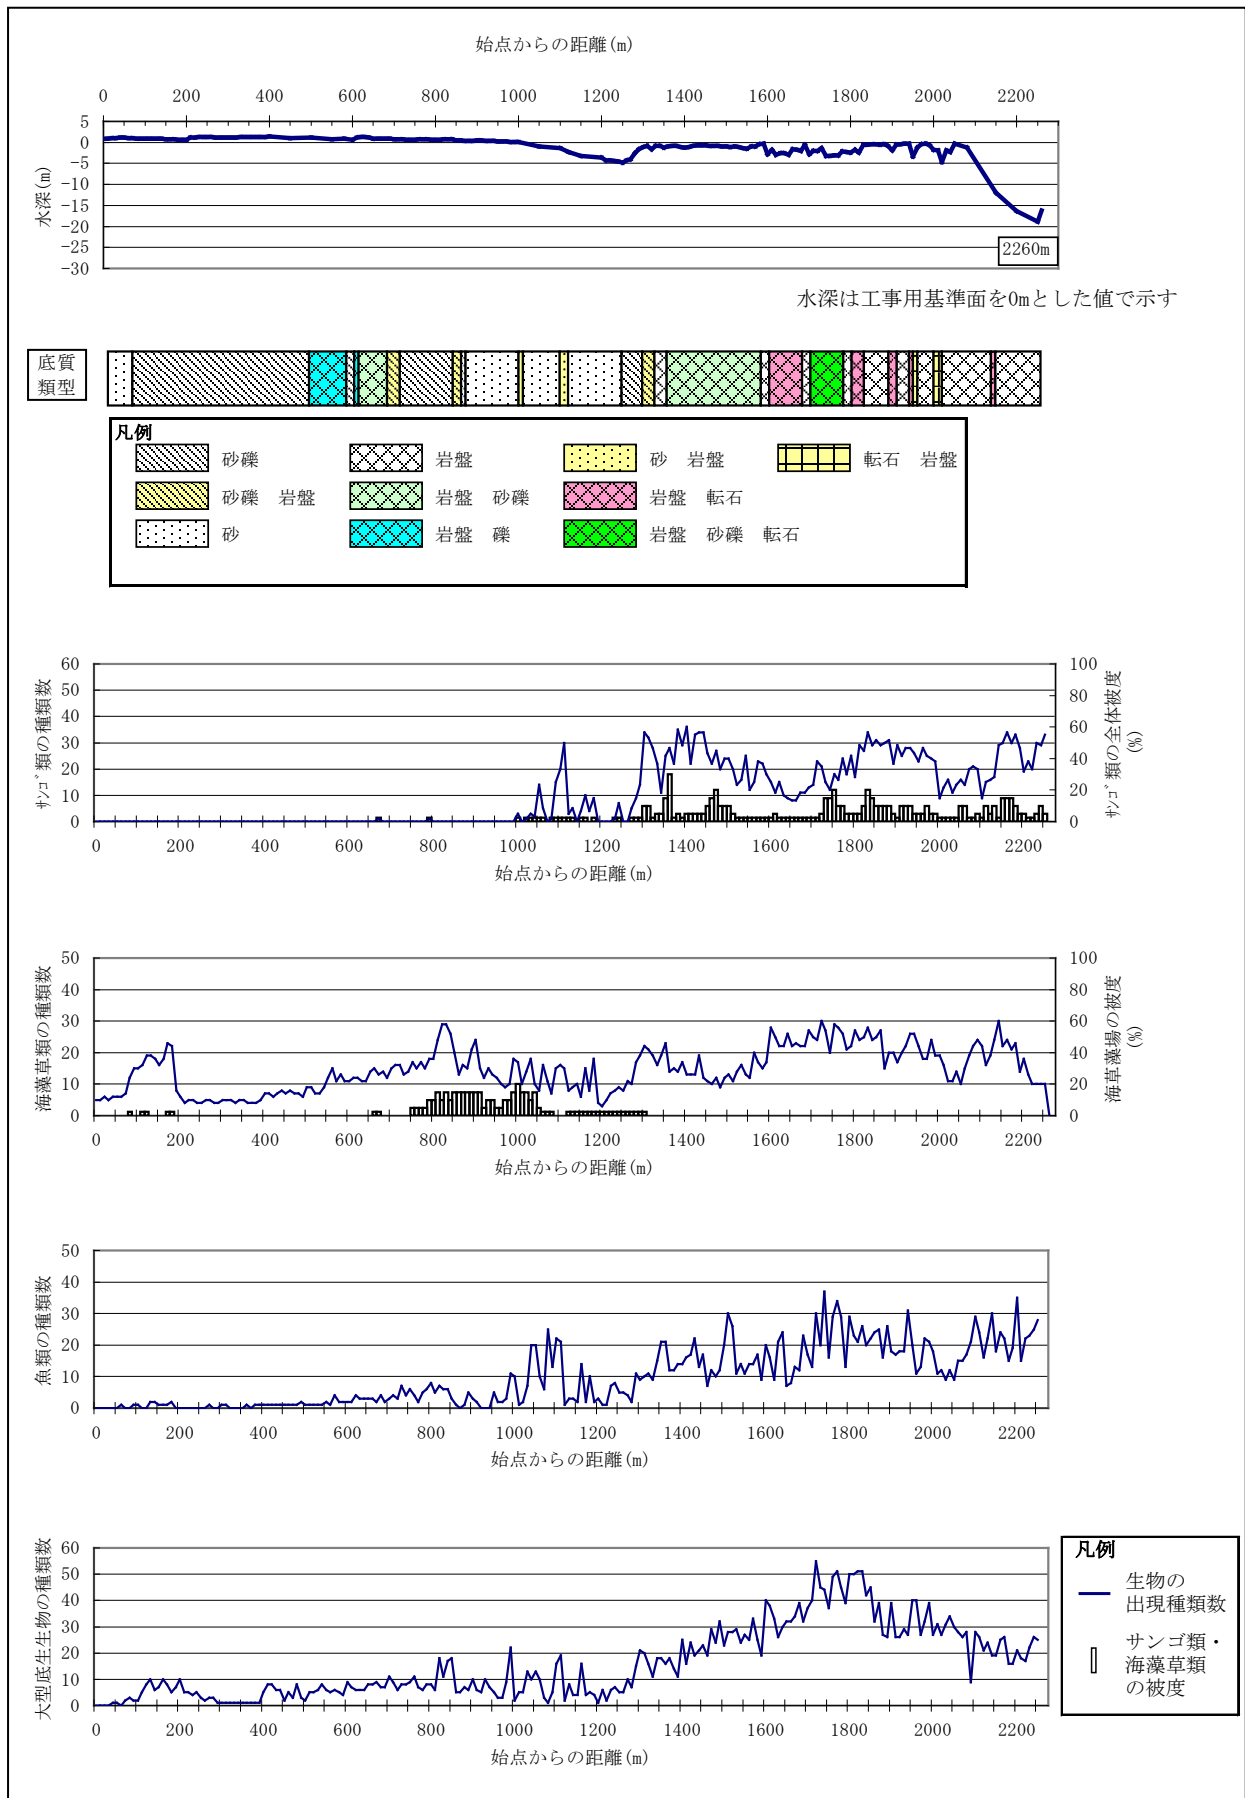 始点からの距離(m)
0 200 400 600 800 1000 1200 1400 1600 1800 2000 2200
5
0
-5
-10
-15
-20
-25
-30
水深(m)
2260m
水深は工事用基準面を0mとした値で示す
底質
類型
凡例
砂礫 岩盤 砂 岩盤 転石 岩盤
砂礫 岩盤 岩盤 砂礫 岩盤 転石
砂 岩盤 礫 岩盤 砂礫 転石
60
50
40
30
20
10
0
ｻﾝｺﾞ類の種類数
100
80
60
40
20
0
ｻﾝｺﾞ類の全体被度
(%)
0 200 400 600 800 1000 1200 1400 1600 1800 2000 2200
始点からの距離(m)
50
40
30
20
10
0
海藻草類の種類数
100
80
60
40
20
0
海草藻場の被度
(%)
0 200 400 600 800 1000 1200 1400 1600 1800 2000 2200
始点からの距離(m)
50
40
30
20
10
0
魚類の種類数
0 200 400 600 800 1000 1200 1400 1600 1800 2000 2200
始点からの距離(m)
60
50
40
30
20
10
0
大型底生生物の種類数
0 200 400 600 800 1000 1200 1400 1600 1800 2000 2200
始点からの距離(m)
凡例
生物の
出現種類数
サンゴ類・
海藻草類
の被度